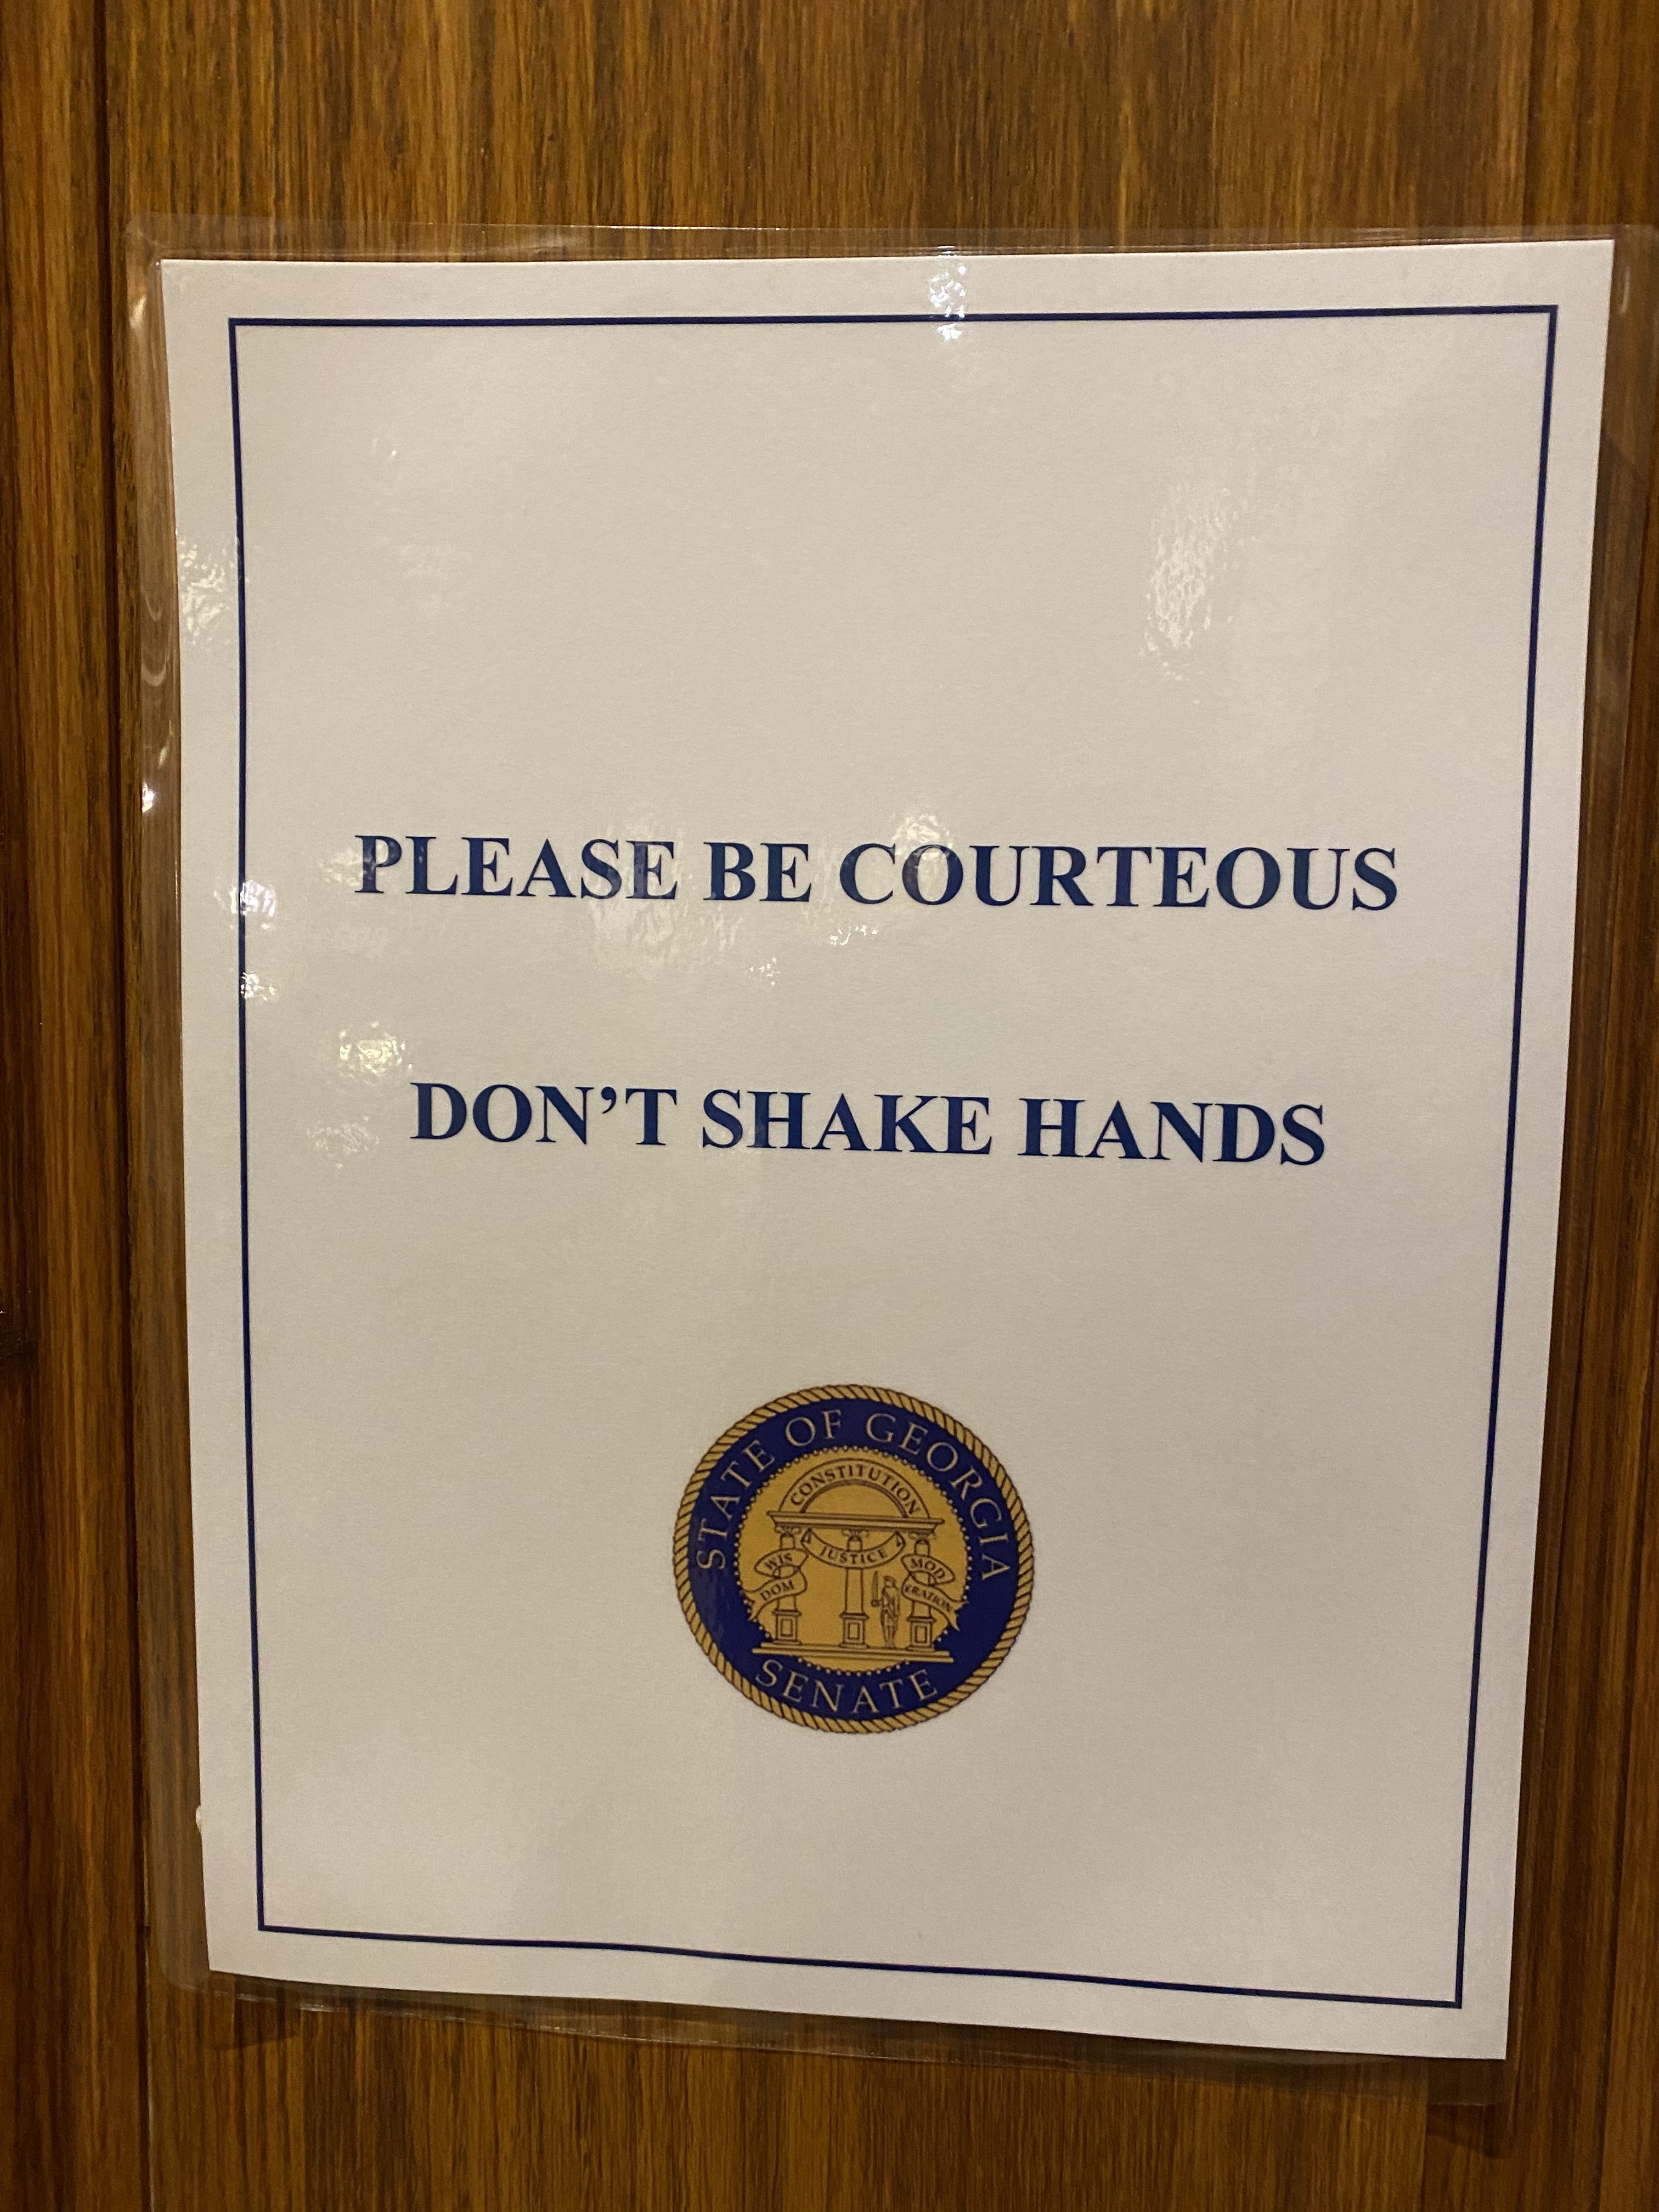 PLEASE BE COURTEOUS
DON’T SHAKE HANDS
STATE OF GEORGIA
CONSTITUTION
JUSTICE
WIS
DOM
MOD
ERATION
SENATE